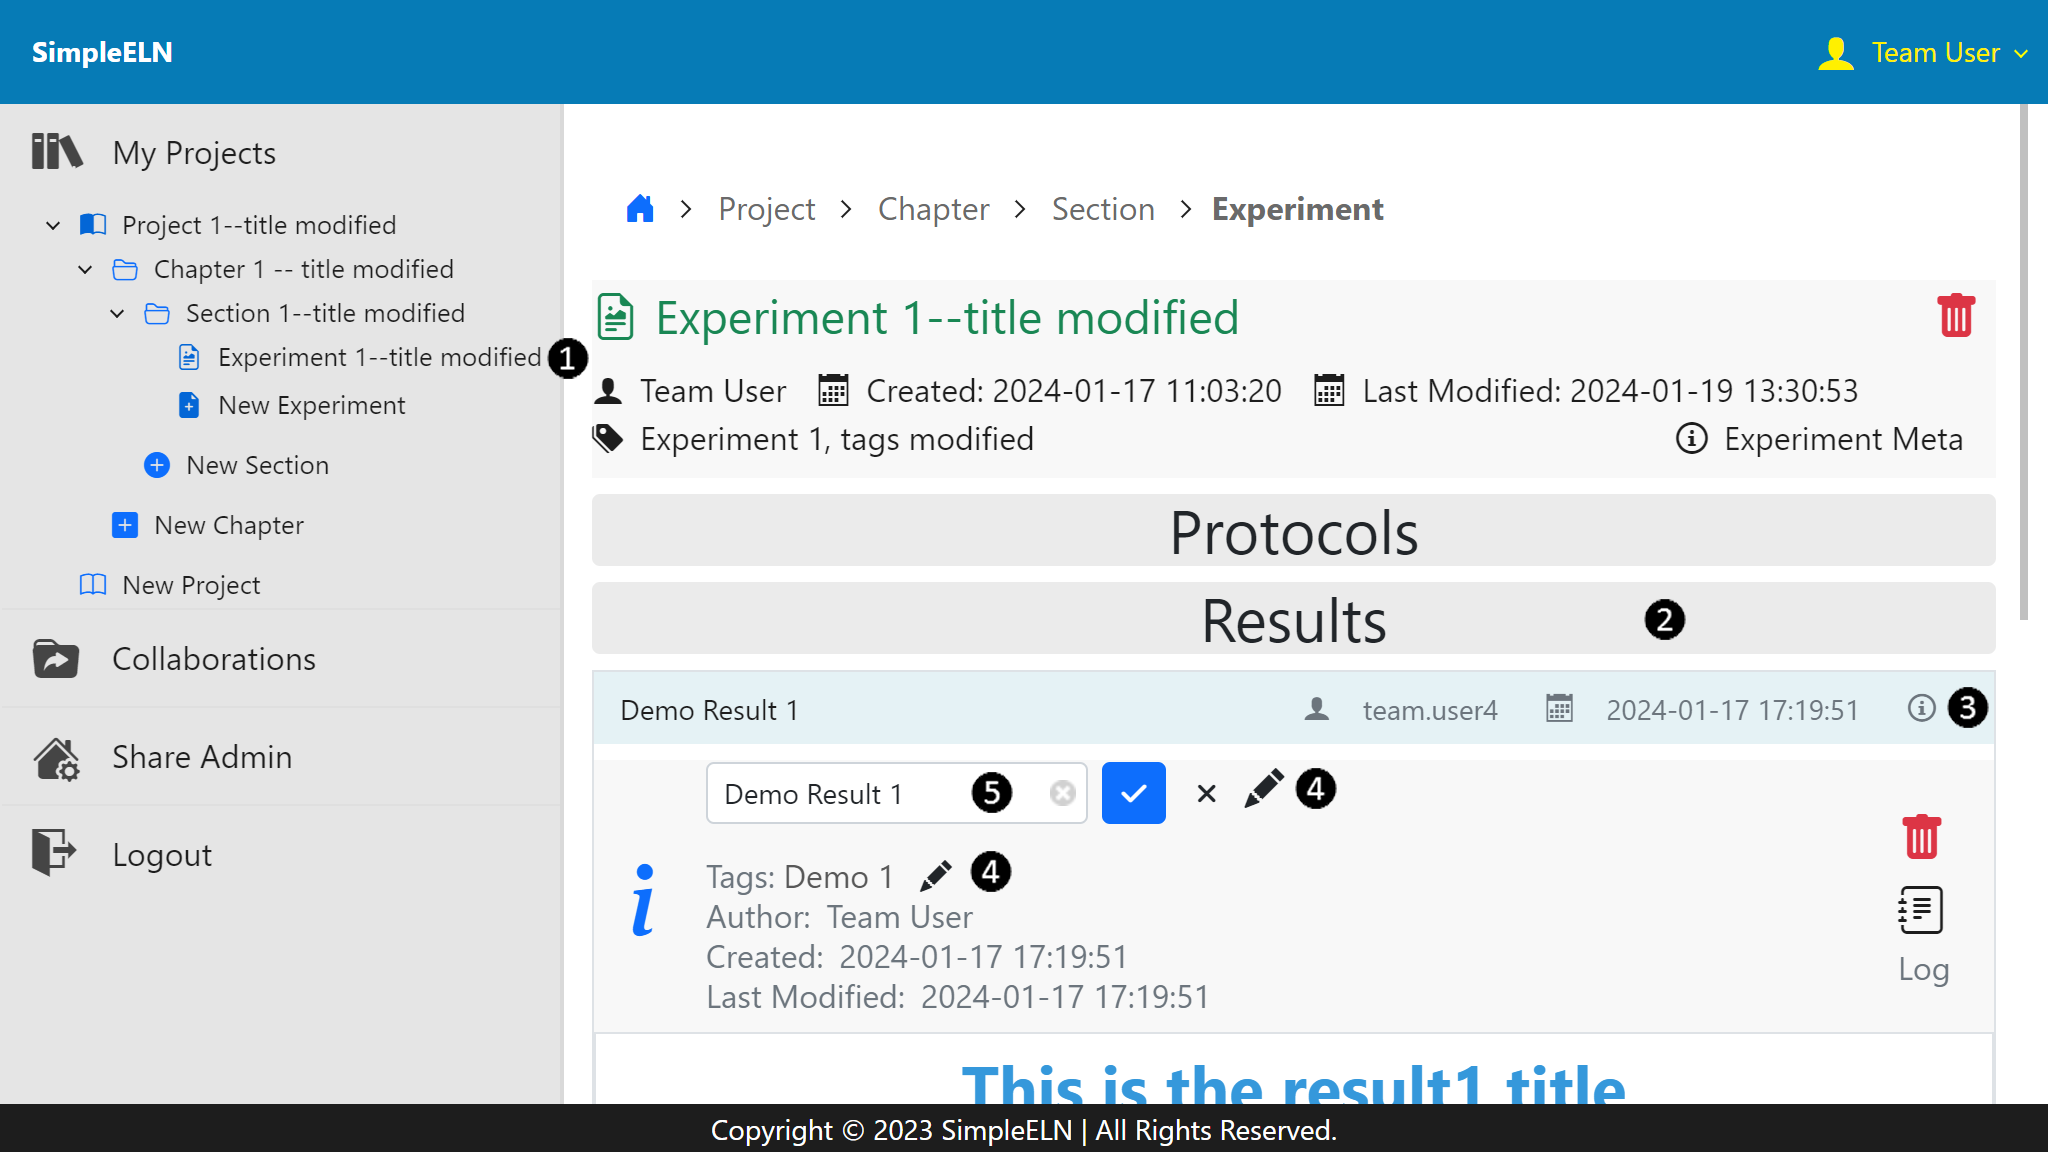 SimpleELN
Team User
My Projects
Project 1--title modified
Chapter 1 -- title modified
Section 1--title modified
Experiment 1--title modified 1
New Experiment
New Section
New Chapter
New Project
Collaborations
Share Admin
Logout
Project Chapter Section Experiment
Experiment 1--title modified
Team User Created: 2024-01-17 11:03:20 Last Modified: 2024-01-19 13:30:53
Experiment 1, tags modified Experiment Meta
Protocols
Results 2
Demo Result 1 team.user4 2024-01-17 17:19:51 3
Demo Result 1 5 4
Tags: Demo 1 4
Author: Team User
Created: 2024-01-17 17:19:51
Last Modified: 2024-01-17 17:19:51
Log
This is the result1 title
Copyright © 2023 SimpleELN | All Rights Reserved.